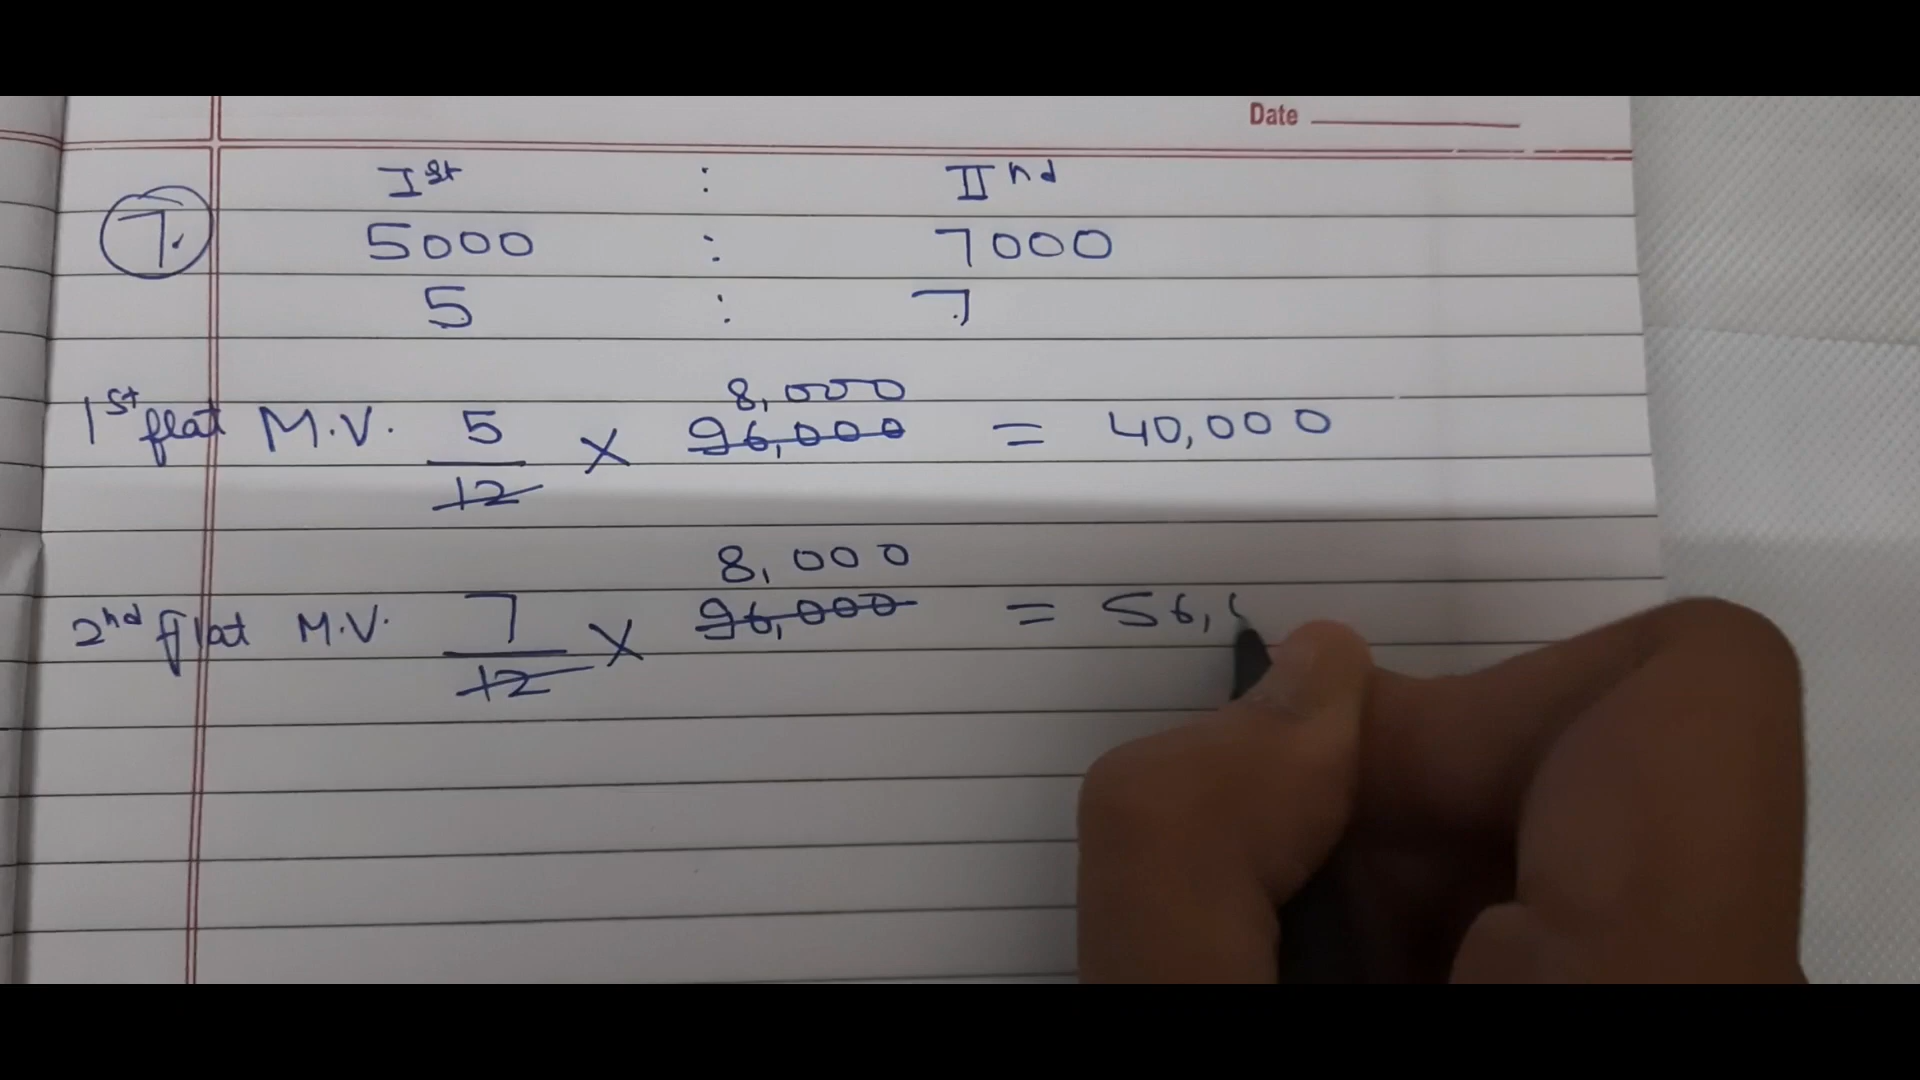 Date
Ist : IInd
7. 5000 : 7000
5 : 7
8,000
1st flat M.V. 5/12 × 96,000 = 40,000
8,000
2nd flat M.V. 7/12 × 96,000 = 56,